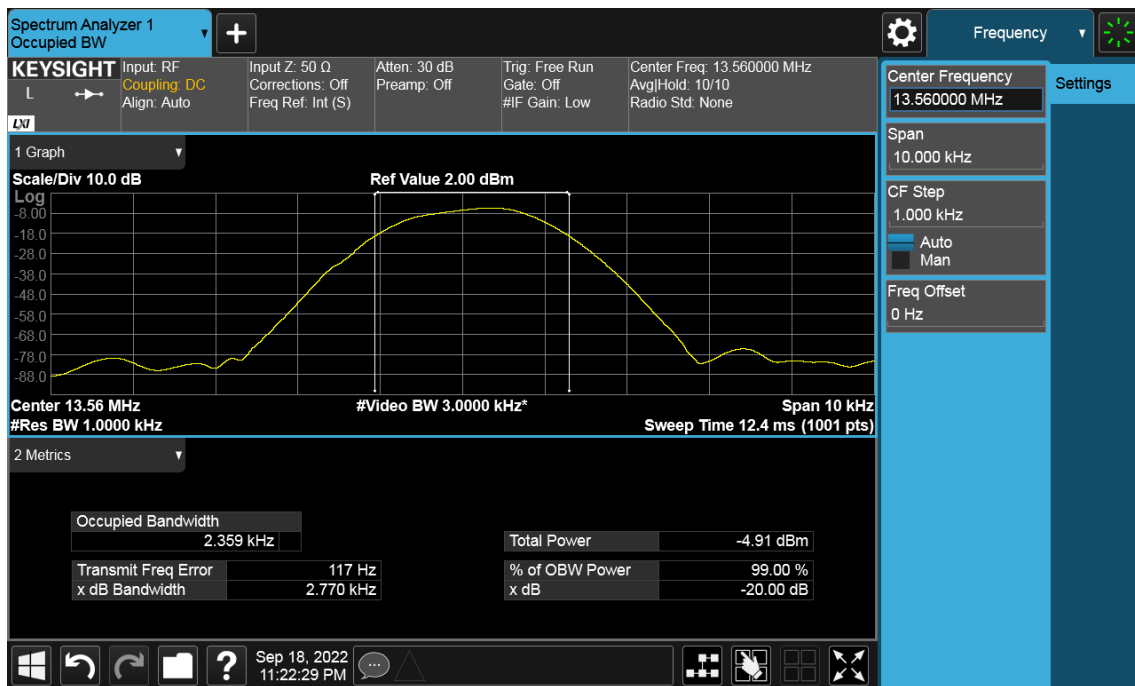 Spectrum Analyzer 1
Occupied BW
Frequency
KEYSIGHT
L
LXI
Input: RF
Coupling: DC
Align: Auto
Input Z: 50 Ω
Corrections: Off
Freq Ref: Int (S)
Atten: 30 dB
Preamp: Off
Trig: Free Run
Gate: Off
#IF Gain: Low
Center Freq: 13.560000 MHz
Avg|Hold: 10/10
Radio Std: None
Center Frequency
13.560000 MHz
Settings
Span
10.000 kHz
CF Step
1.000 kHz
Auto
Man
Freq Offset
0 Hz
1 Graph
Scale/Div 10.0 dB
Ref Value 2.00 dBm
Log
-8.00
-18.0
-28.0
-38.0
-48.0
-58.0
-68.0
-78.0
-88.0
Center 13.56 MHz
#Video BW 3.0000 kHz*
Span 10 kHz
#Res BW 1.0000 kHz
Sweep Time 12.4 ms (1001 pts)
2 Metrics
Occupied Bandwidth
2.359 kHz
Total Power -4.91 dBm
Transmit Freq Error 117 Hz
% of OBW Power 99.00 %
x dB Bandwidth 2.770 kHz
x dB -20.00 dB
Sep 18, 2022
11:22:29 PM